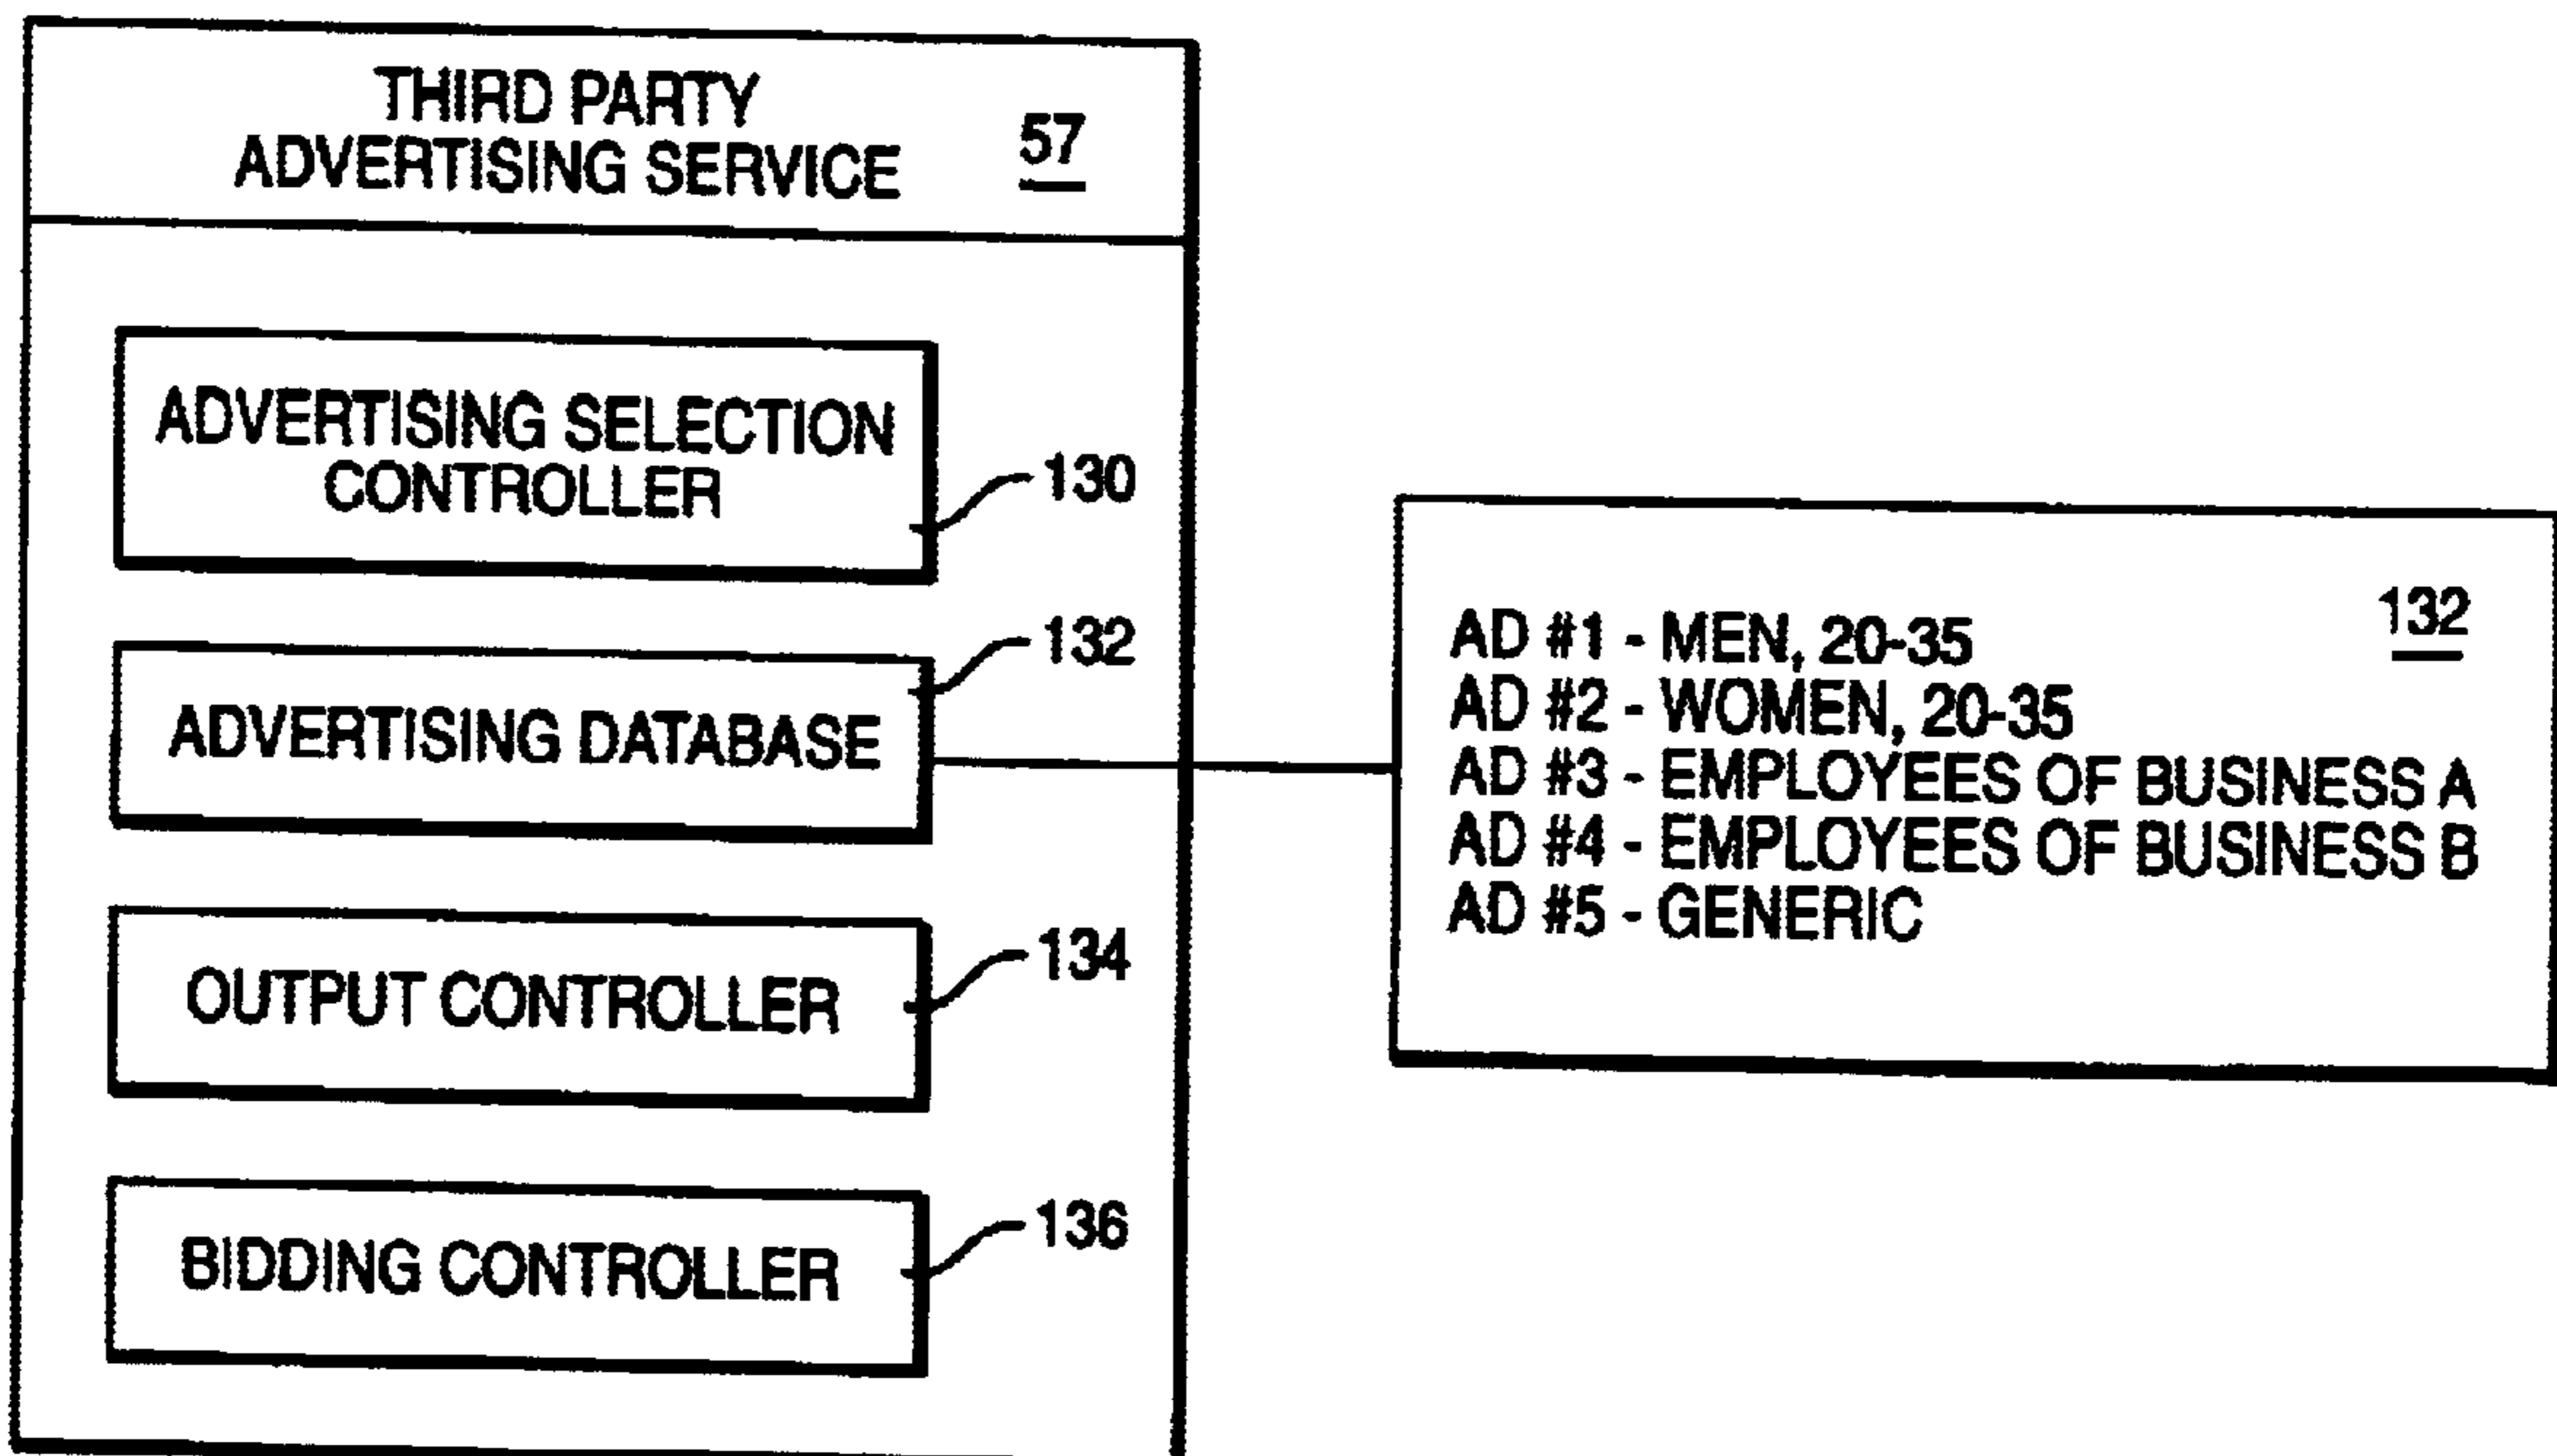 THIRD PARTY
ADVERTISING SERVICE
57
ADVERTISING SELECTION
CONTROLLER
130
132
ADVERTISING DATABASE
134
OUTPUT CONTROLLER
136
BIDDING CONTROLLER
132
AD #1 - MEN, 20-35
AD #2 - WOMEN, 20-35
AD #3 - EMPLOYEES OF BUSINESS A
AD #4 - EMPLOYEES OF BUSINESS B
AD #5 - GENERIC